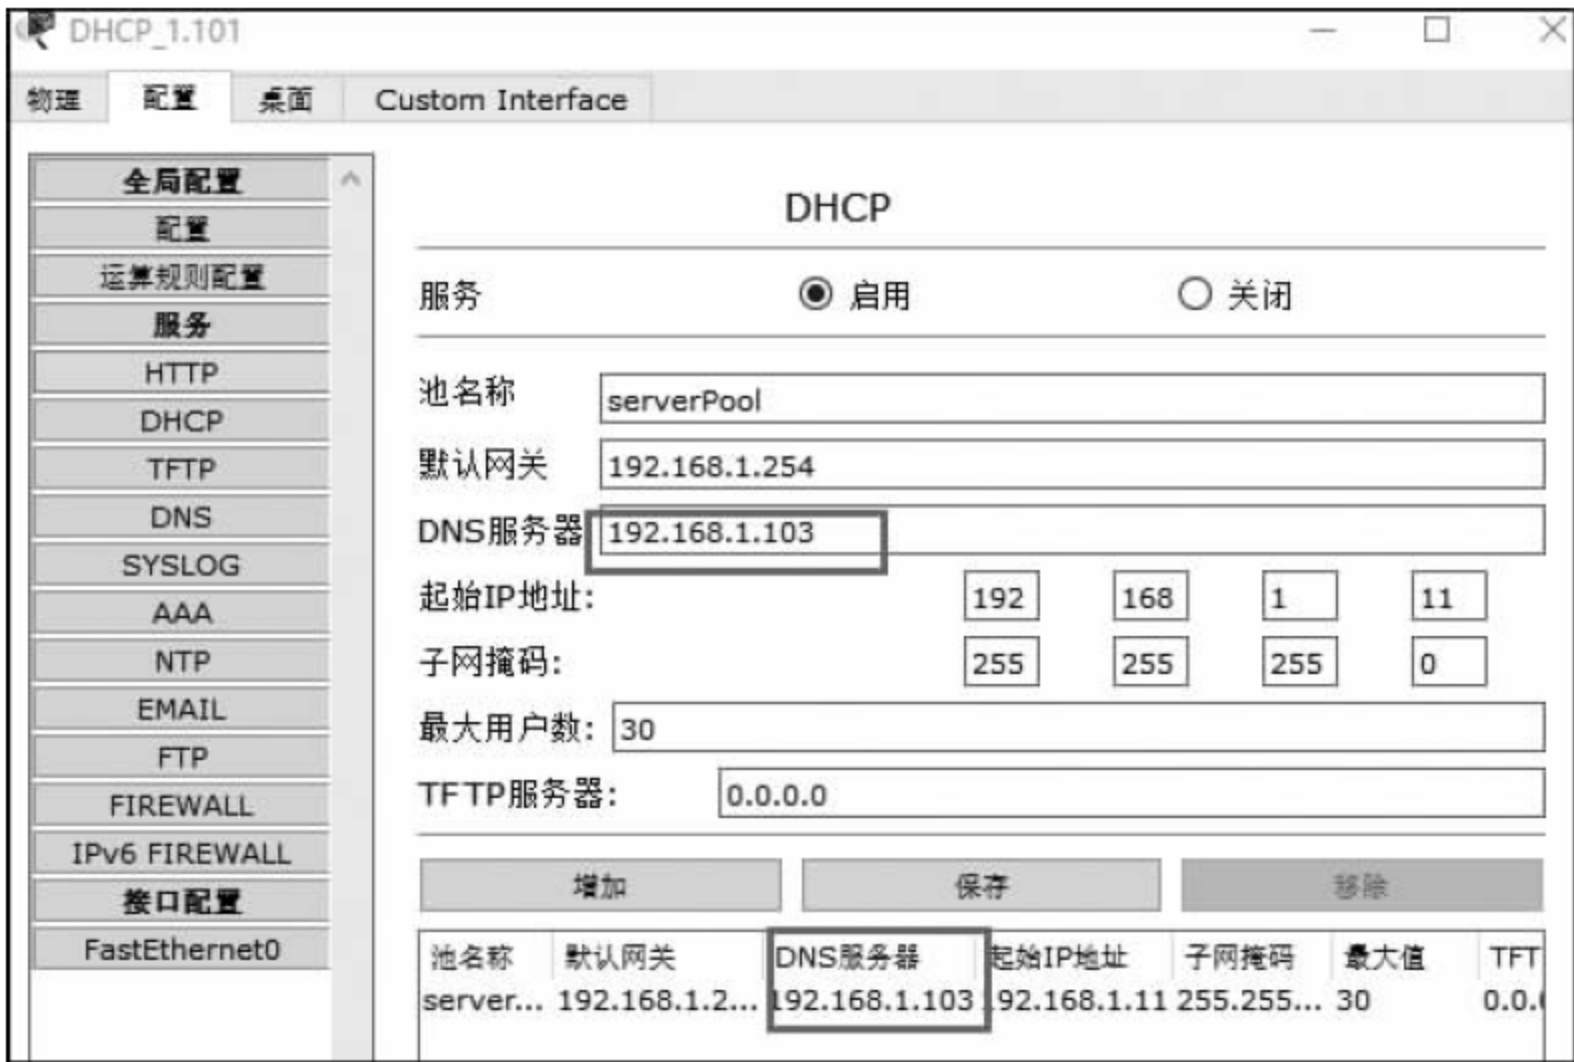 DHCP_1.101
物理 配置 桌面 Custom Interface
全局配置
配置
运算规则配置
服务
HTTP
DHCP
TFTP
DNS
SYSLOG
AAA
NTP
EMAIL
FTP
FIREWALL
IPv6 FIREWALL
接口配置
FastEthernet0
DHCP
服务 启用 关闭
池名称 serverPool
默认网关 192.168.1.254
DNS服务器 192.168.1.103
起始IP地址: 192 168 1 11
子网掩码: 255 255 255 0
最大用户数: 30
TFTP服务器: 0.0.0.0
增加 保存 移除
池名称 默认网关 DNS服务器 起始IP地址 子网掩码 最大值 TFT
server... 192.168.1.2... 192.168.1.103 192.168.1.11 255.255... 30 0.0.